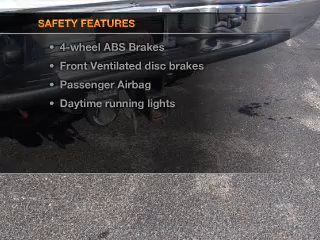 SAFETY FEATURES
• 4-wheel ABS Brakes
• Front Ventilated disc brakes
• Passenger Airbag
• Daytime running lights